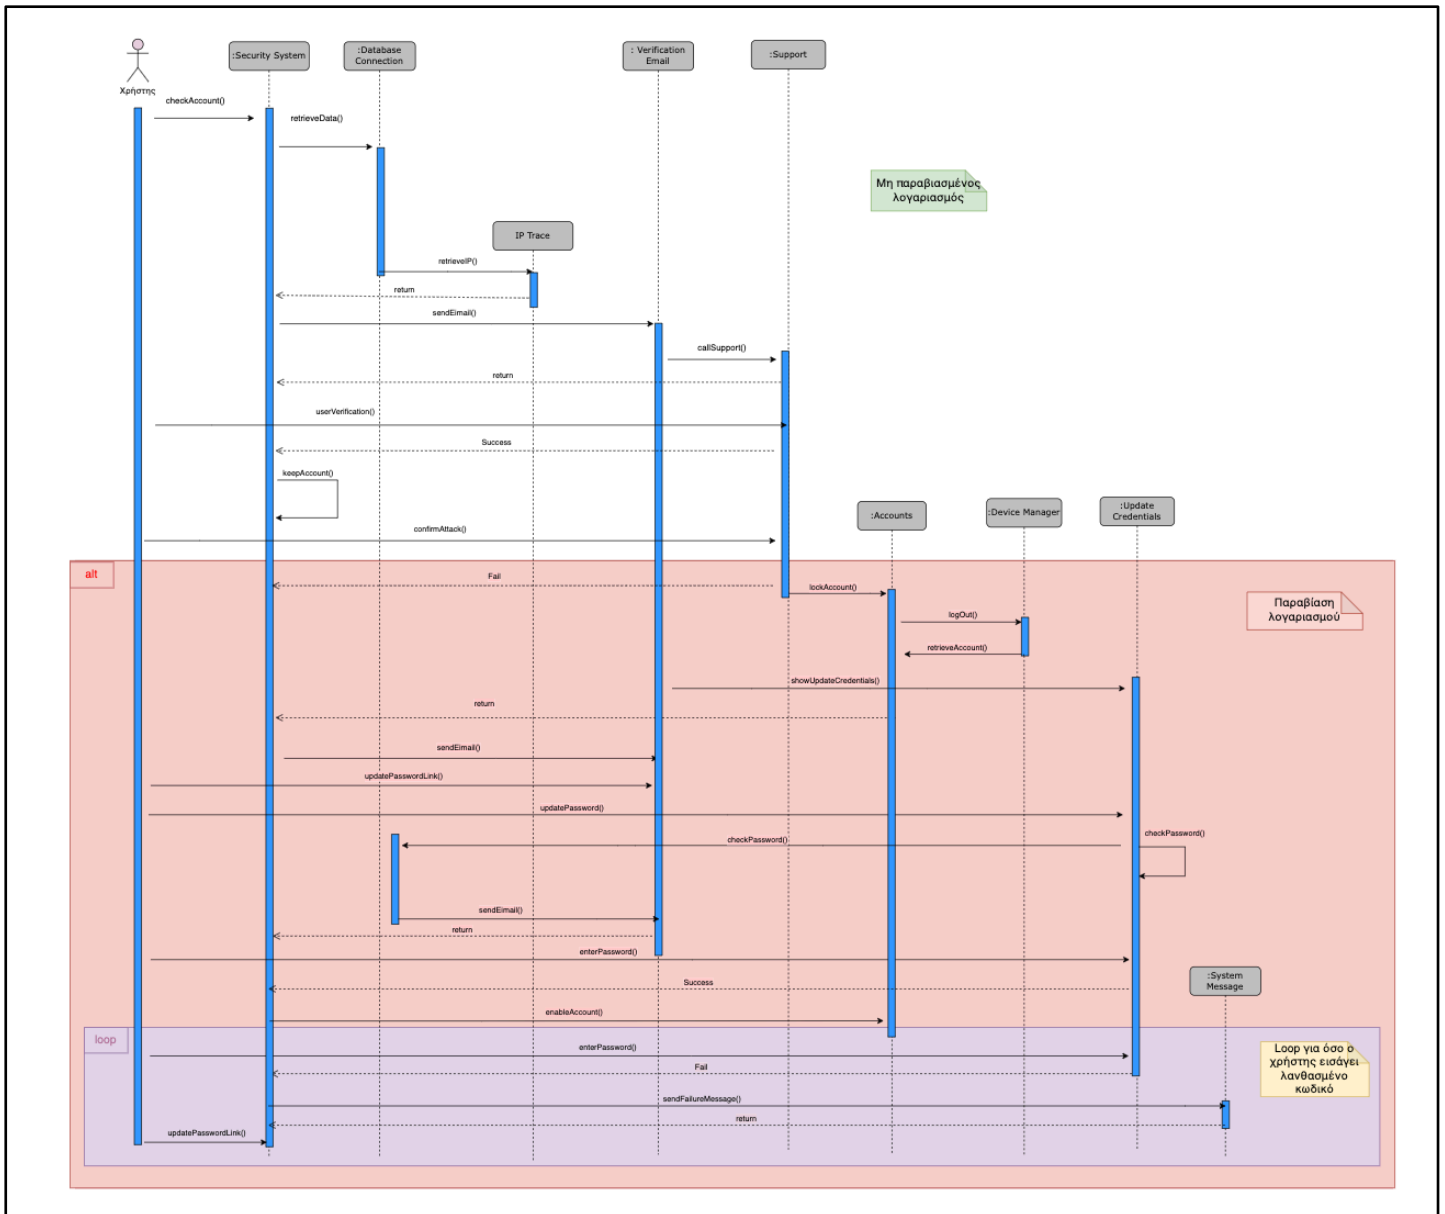 :Security System
:Database
Connection
: Verification
Email
:Support
Χρήστης
checkAccount()
retrieveData()
Μη παραβιασμένος
λογαριασμός
IP Trace
retrieveIP()
return
sendEimail()
callSupport()
return
userVerification()
Success
keepAccount()
:Accounts
:Device Manager
:Update
Credentials
confirmAttack()
alt
Fail
lockAccount()
Παραβίαση
λογαριασμού
logOut()
retrieveAccount()
showUpdateCredentials()
return
sendEimail()
updatePasswordLink()
updatePassword()
checkPassword()
checkPassword()
sendEimail()
return
enterPassword()
:System
Message
Success
enableAccount()
loop
enterPassword()
Loop για όσο ο
χρήστης εισάγει
λανθασμένο
κωδικό
Fail
sendFailureMessage()
return
updatePasswordLink()